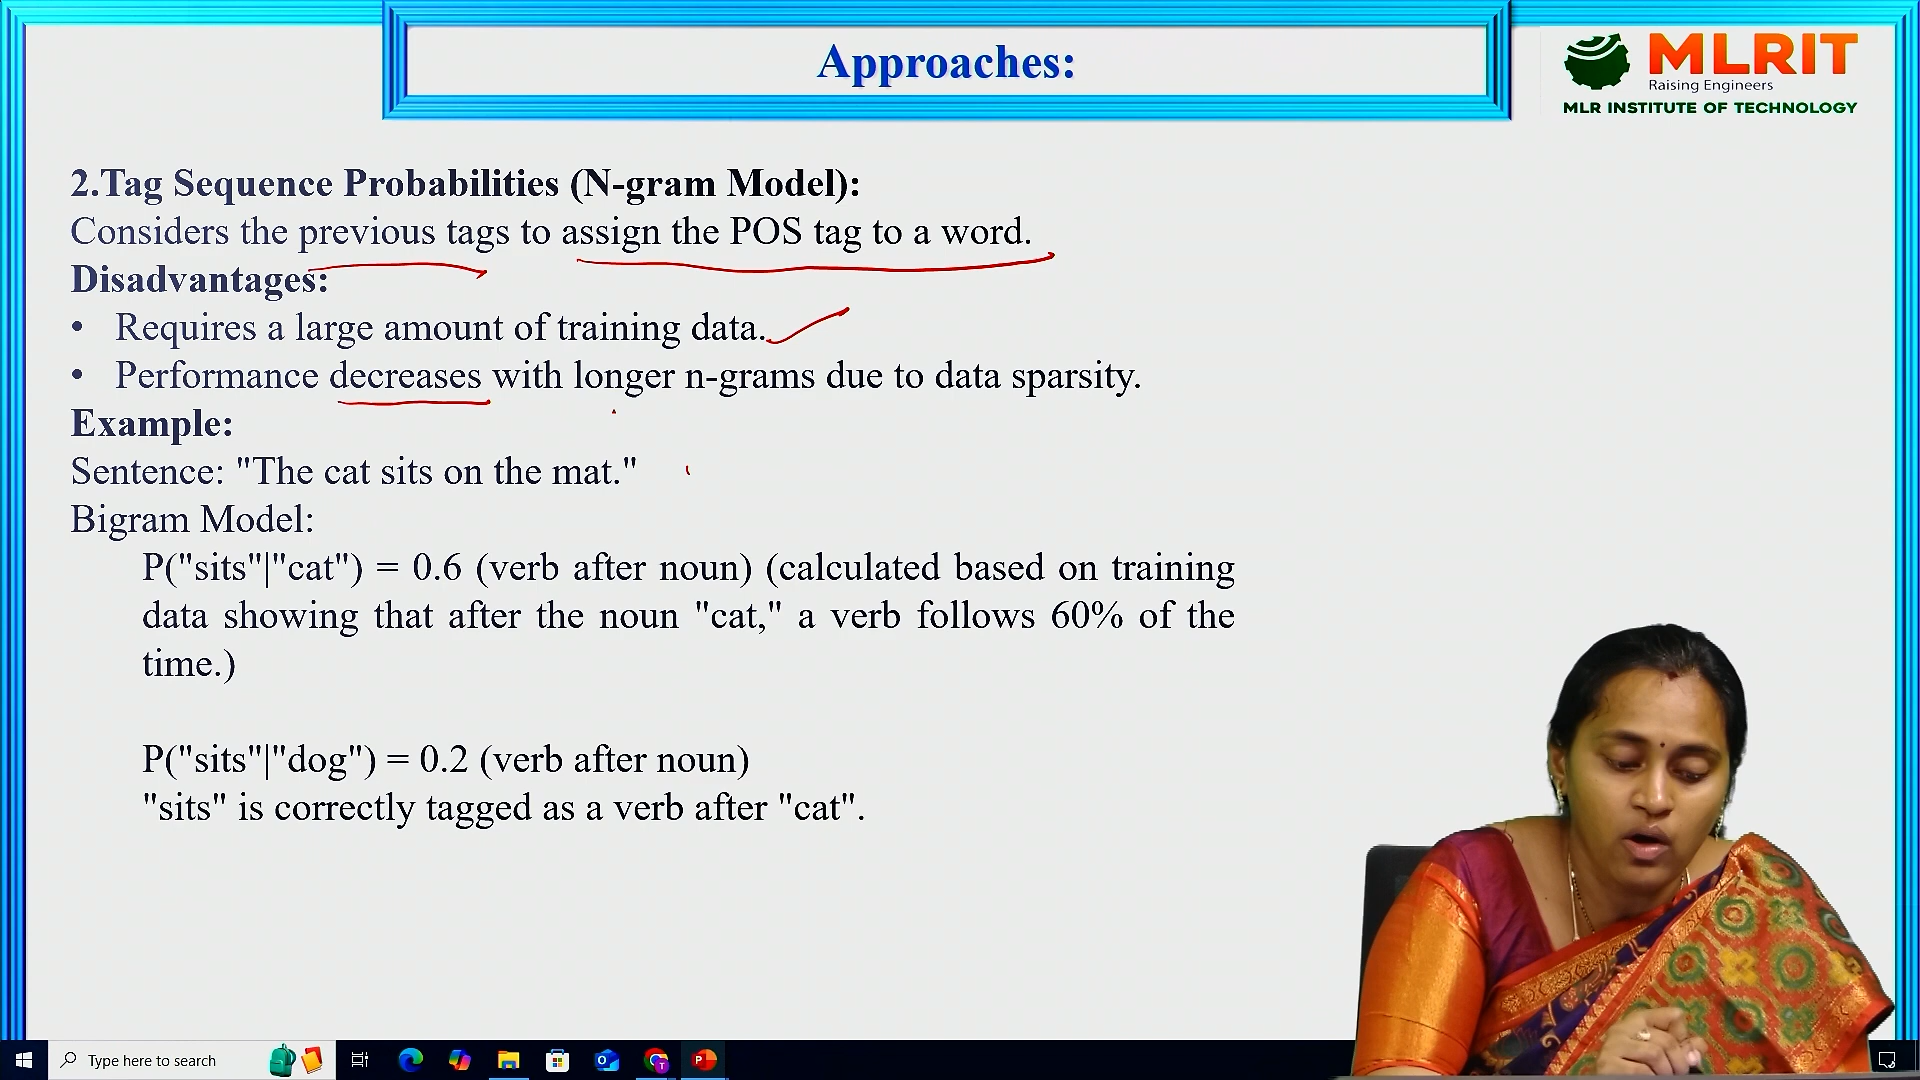 Approaches:
MLRIT
Raising Engineers
MLR INSTITUTE OF TECHNOLOGY
2.Tag Sequence Probabilities (N-gram Model):
Considers the previous tags to assign the POS tag to a word.
Disadvantages:
• Requires a large amount of training data.
• Performance decreases with longer n-grams due to data sparsity.
Example:
Sentence: "The cat sits on the mat."
Bigram Model:
P("sits"|"cat") = 0.6 (verb after noun) (calculated based on training
data showing that after the noun "cat," a verb follows 60% of the
time.)
P("sits"|"dog") = 0.2 (verb after noun)
"sits" is correctly tagged as a verb after "cat".
Type here to search